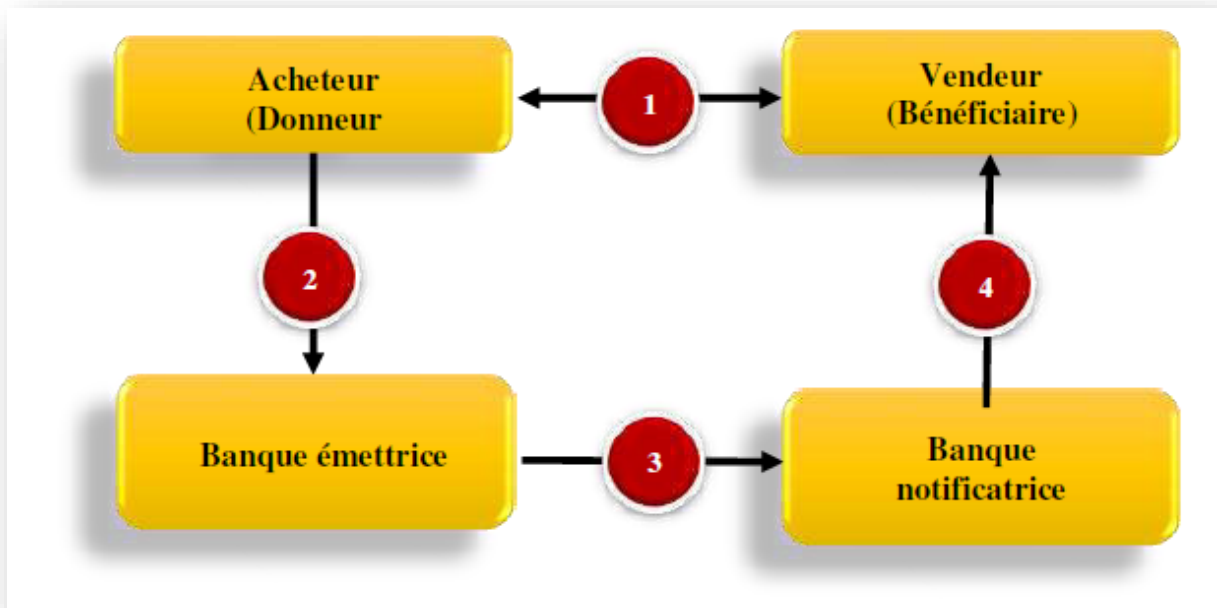 Acheteur
(Donneur
1
Vendeur
(Bénéficiaire)
2
4
Banque émettrice
3
Banque
notificatrice